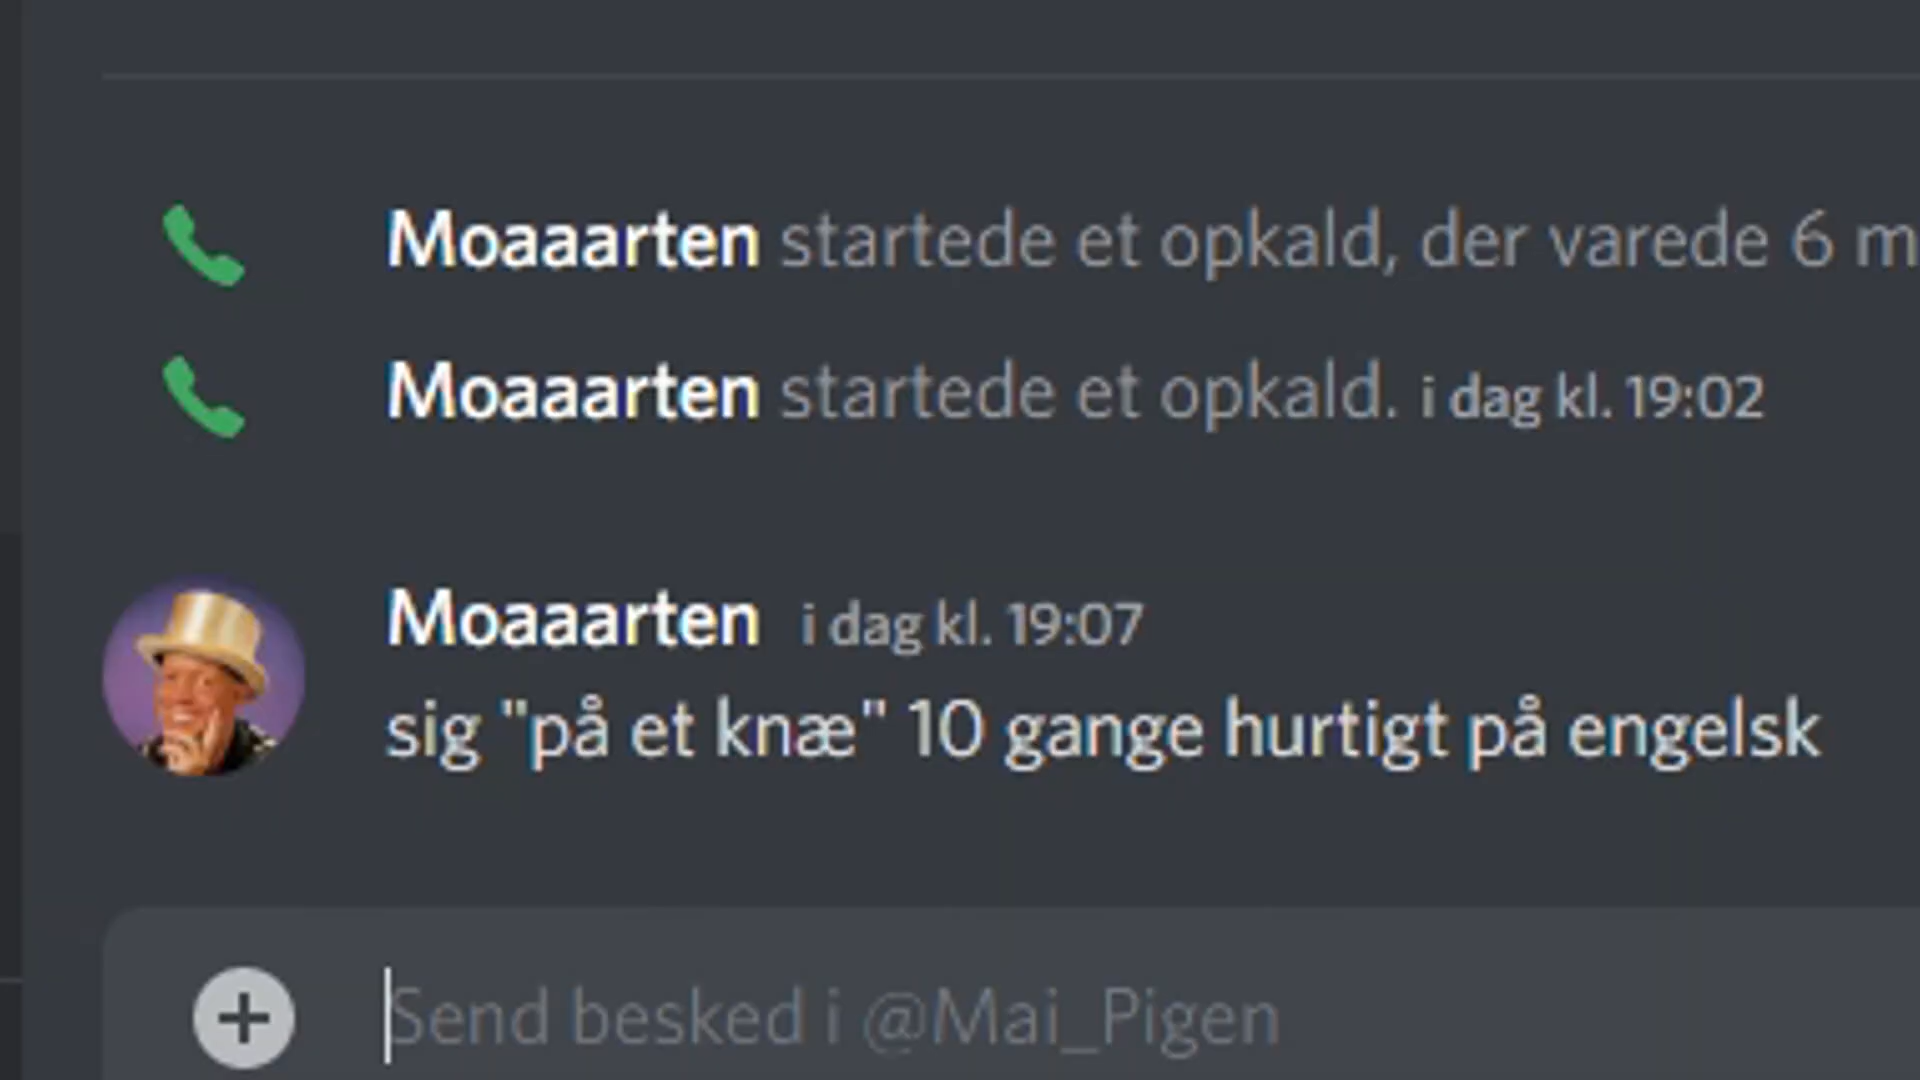 Moaaarten startede et opkald, der varede 6 m
Moaaarten startede et opkald. i dag kl. 19:02
Moaaarten i dag kl. 19:07
sig "på et knæ" 10 gange hurtigt på engelsk
Send besked i @Mai_Pigen